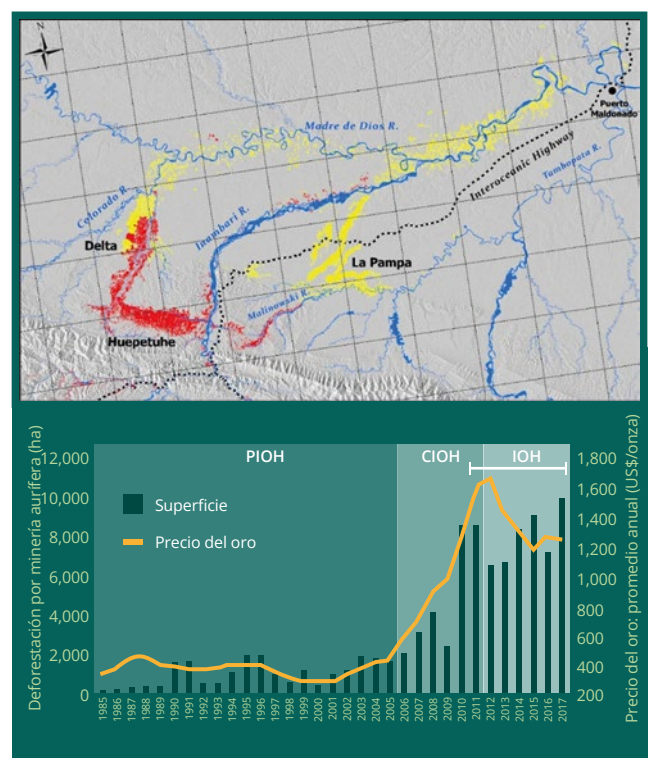 N
Madre de Dios R.
Puerto
Maldonado
Interoceanic Highway
Tambopata R.
Colorado R.
Inambari R.
Delta
La Pampa
Malinowski R.
Huepetuhe
Deforestación por minería aurífera (ha)
12,000
10,000
8,000
6,000
4,000
2,000
0
PIOH
CIOH
IOH
Superficie
Precio del oro
1,800
1,600
1,400
1,200
1,000
800
600
400
200
Precio del oro: promedio anual (US$/onza)
1985
1986
1987
1988
1989
1990
1991
1992
1993
1994
1995
1996
1997
1998
1999
2000
2001
2002
2003
2004
2005
2006
2007
2008
2009
2010
2011
2012
2013
2014
2015
2016
2017